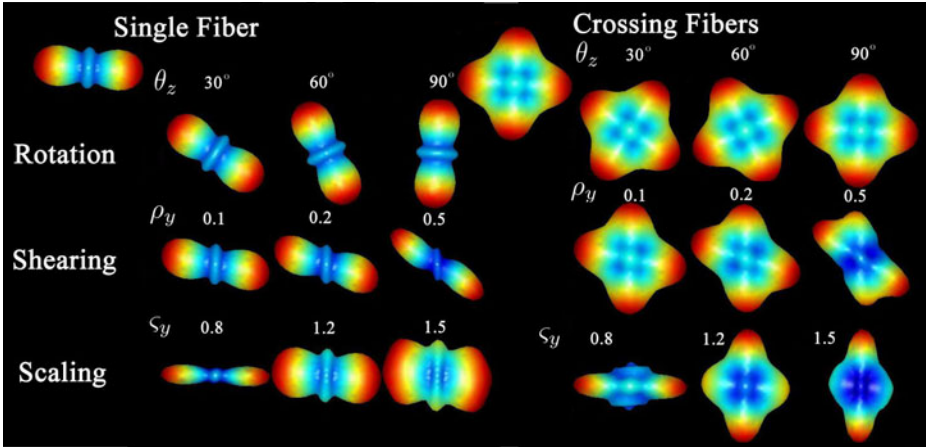 Single Fiber
Crossing Fibers
θz 30° 60° 90°
θz 30° 60° 90°
Rotation
ρy 0.1 0.2 0.5
ρy 0.1 0.2 0.5
Shearing
ςy 0.8 1.2 1.5
ςy 0.8 1.2 1.5
Scaling